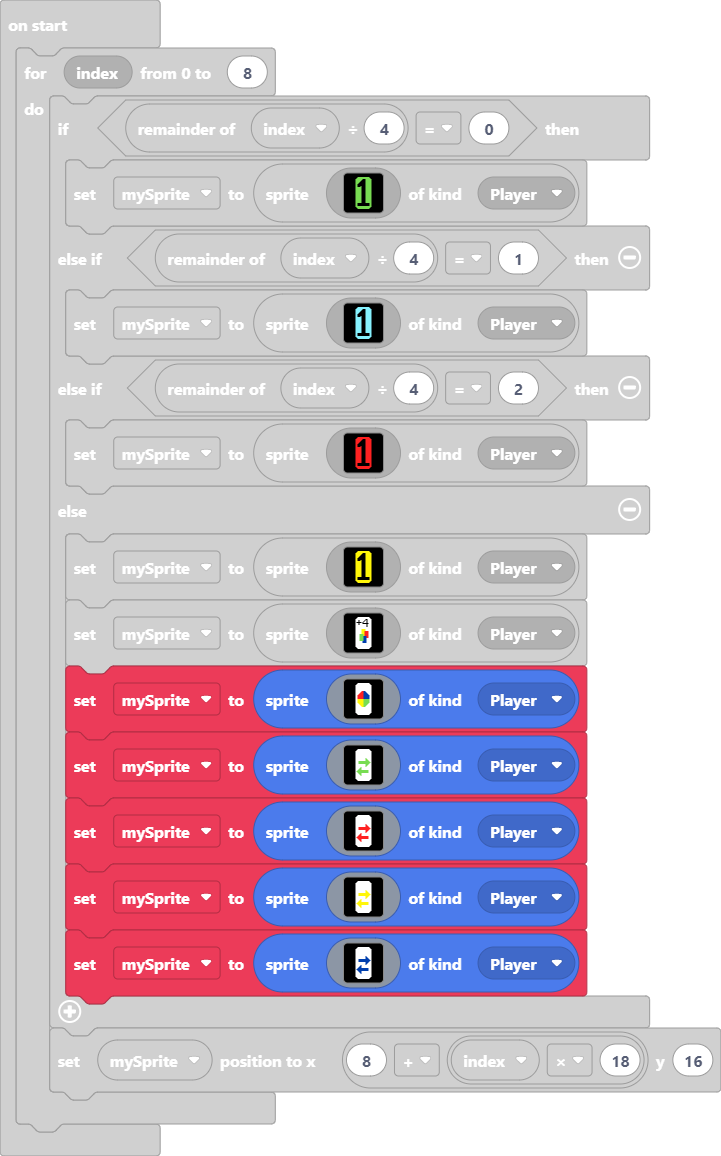 on start
for index from 0 to 8
do
if remainder of index ÷ 4 = 0 then
set mySprite to sprite 1 of kind Player
else if remainder of index ÷ 4 = 1 then
set mySprite to sprite 1 of kind Player
else if remainder of index ÷ 4 = 2 then
set mySprite to sprite 1 of kind Player
else
set mySprite to sprite 1 of kind Player
set mySprite to sprite +4 of kind Player
set mySprite to sprite of kind Player
set mySprite to sprite of kind Player
set mySprite to sprite of kind Player
set mySprite to sprite of kind Player
set mySprite to sprite of kind Player
set mySprite position to x 8 + index × 18 y 16